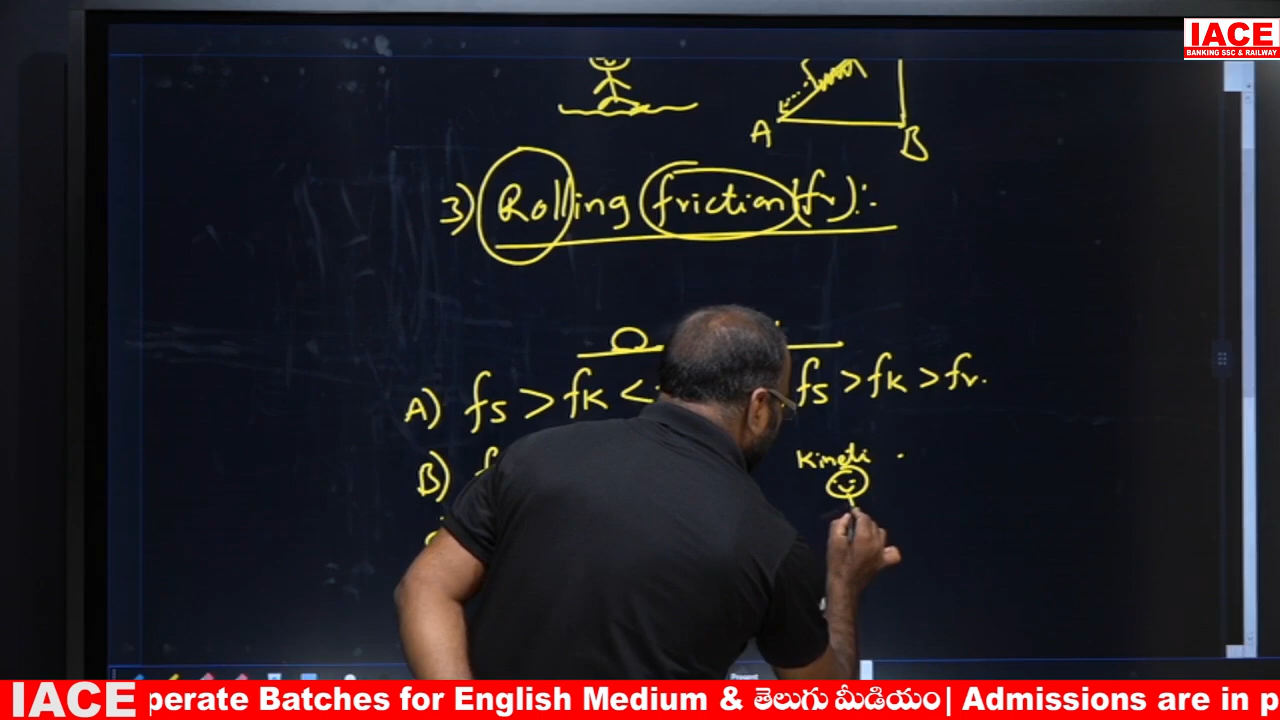 IACE
BANKING SSC & RAILWAY
A
B
3) Rolling friction (fr):-
A) fs > fk <
fs > fk > fr.
B) f
Kineti
Present
IACE
perate Batches for English Medium & తెలుగు మీడియం| Admissions are in p